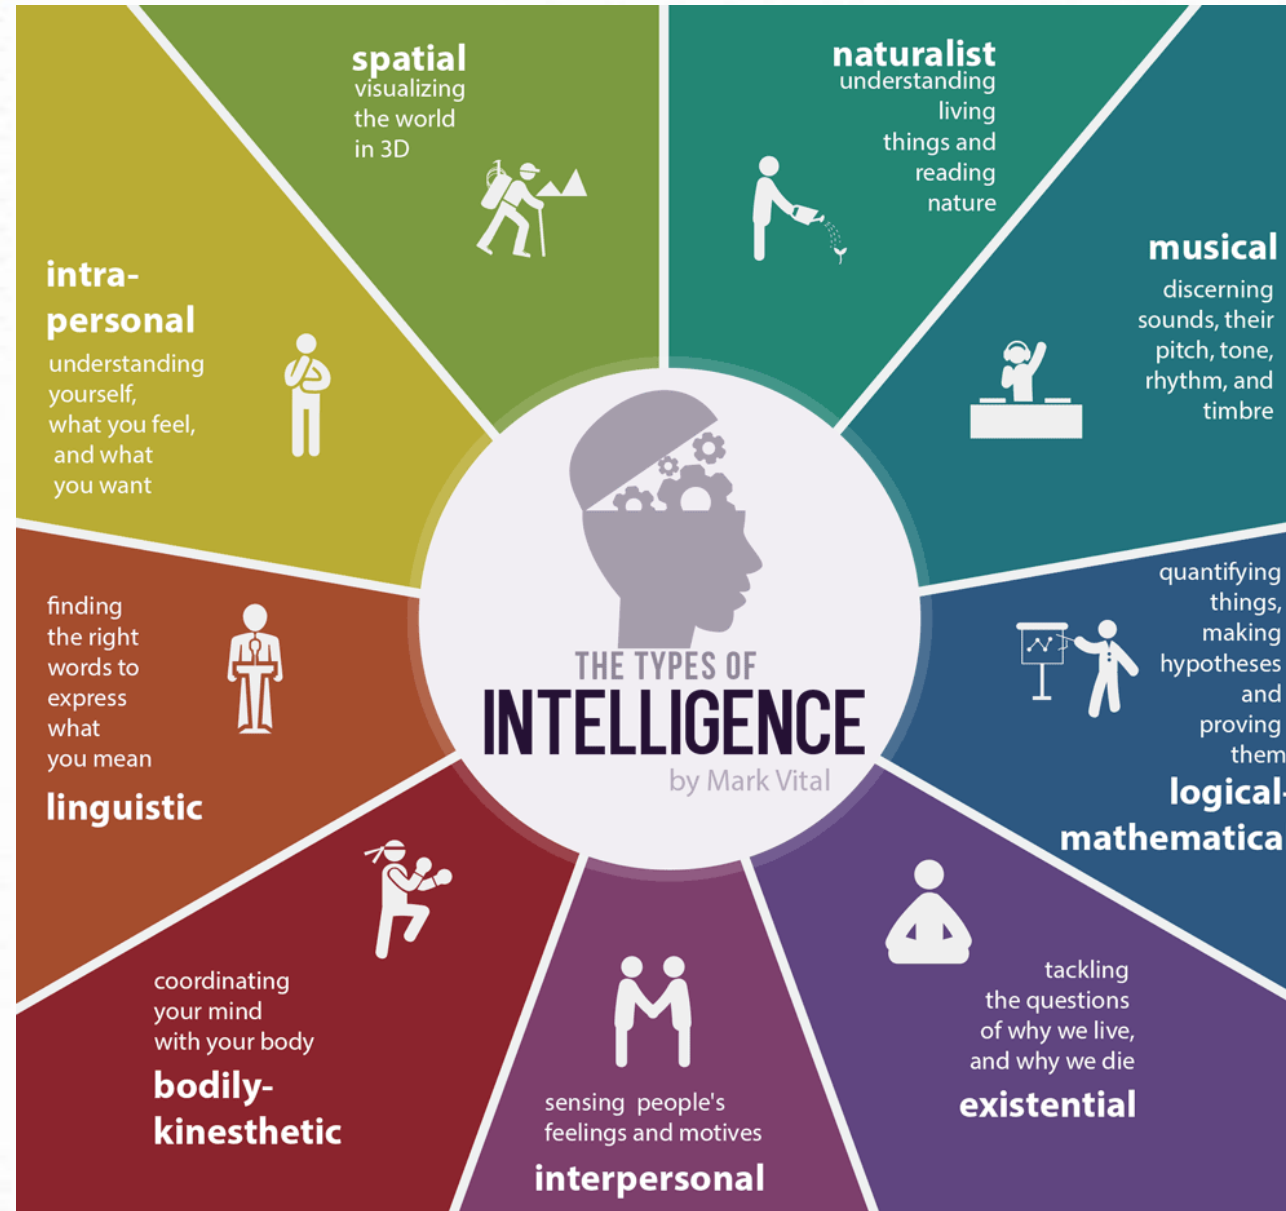 spatial
visualizing
the world
in 3D
naturalist
understanding
living
things and
reading
nature
musical
discerning
sounds, their
pitch, tone,
rhythm, and
timbre
quantifying
things,
making
hypotheses
and
proving
them
logical-
mathematica
tackling
the questions
of why we live,
and why we die
existential
sensing people's
feelings and motives
interpersonal
coordinating
your mind
with your body
bodily-
kinesthetic
finding
the right
words to
express
what
you mean
linguistic
intra-
personal
understanding
yourself,
what you feel,
and what
you want
THE TYPES OF
INTELLIGENCE
by Mark Vital